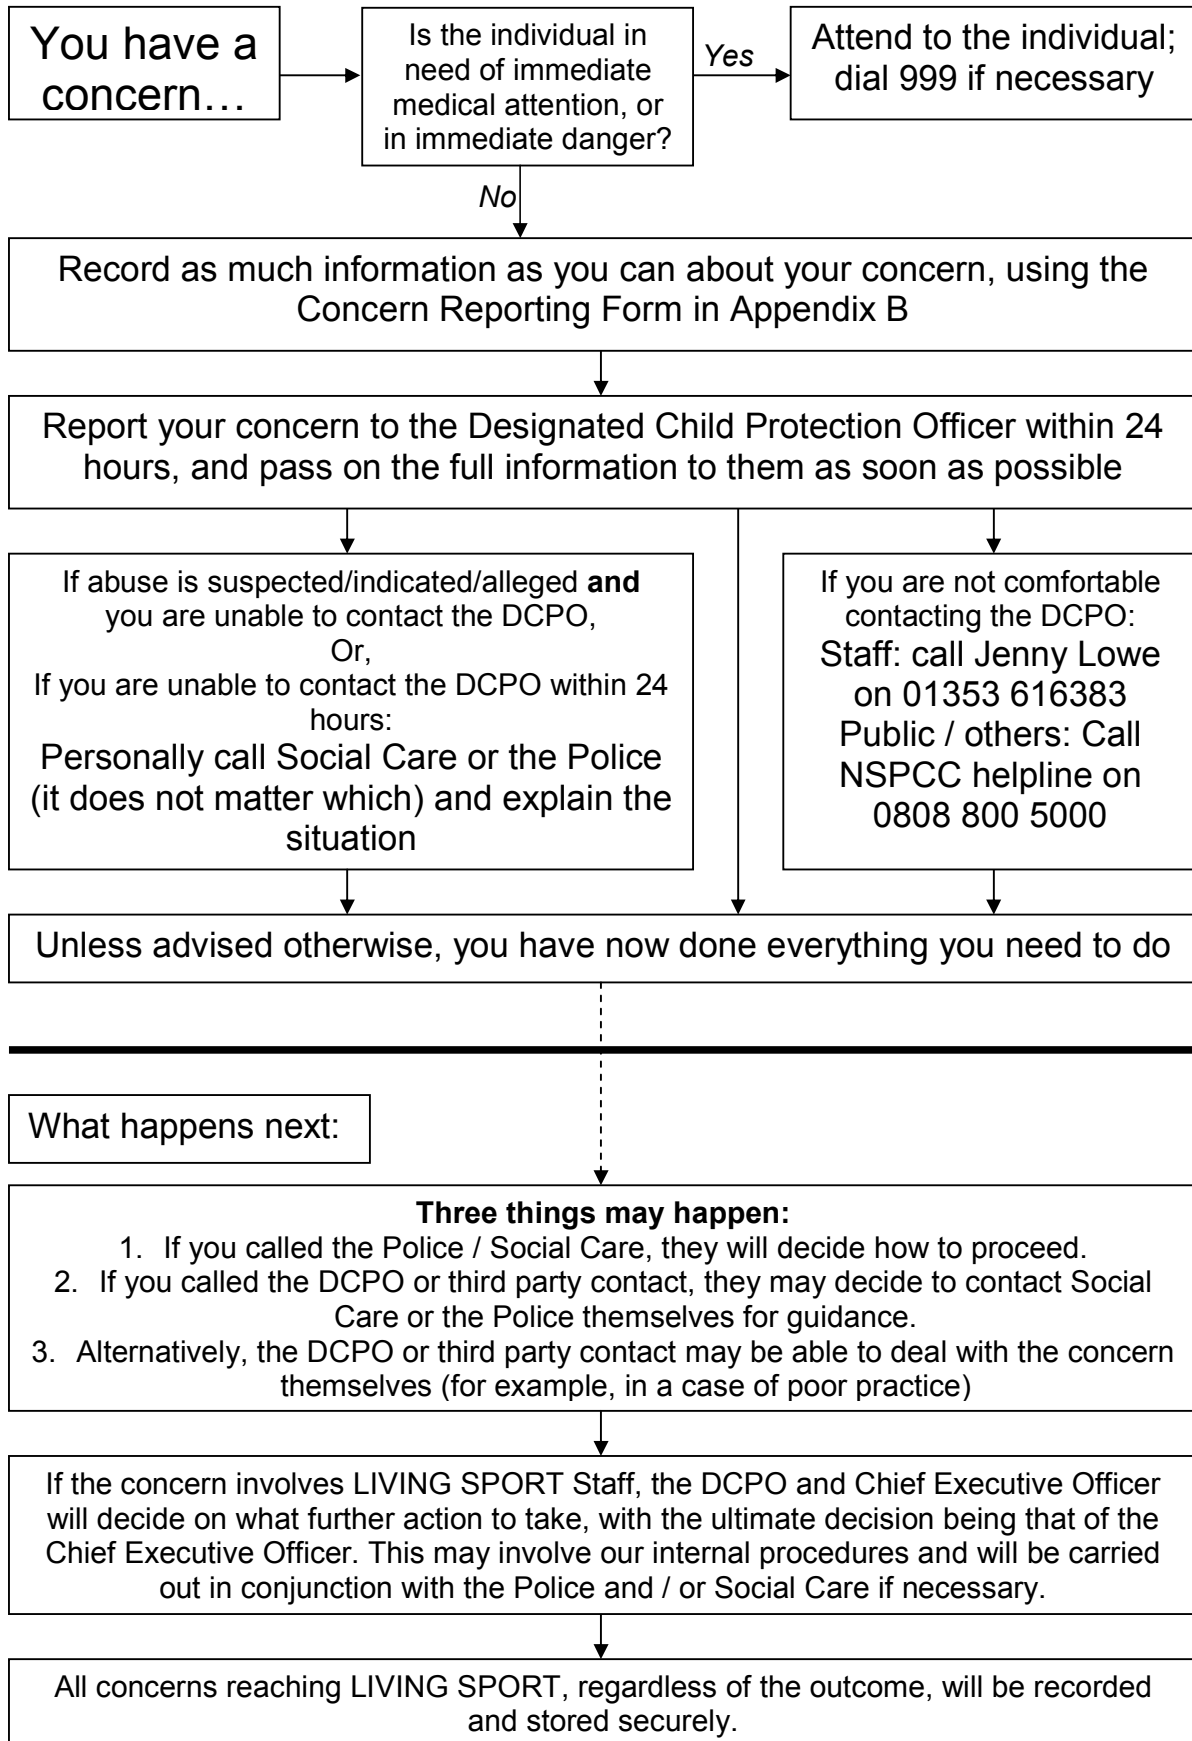 You have a
concern…
Is the individual in
need of immediate
medical attention, or
in immediate danger?
Yes
Attend to the individual;
dial 999 if necessary
No
Record as much information as you can about your concern, using the
Concern Reporting Form in Appendix B
Report your concern to the Designated Child Protection Officer within 24
hours, and pass on the full information to them as soon as possible
If abuse is suspected/indicated/alleged and
you are unable to contact the DCPO,
Or,
If you are unable to contact the DCPO within 24
hours:
Personally call Social Care or the Police
(it does not matter which) and explain the
situation
If you are not comfortable
contacting the DCPO:
Staff: call Jenny Lowe
on 01353 616383
Public / others: Call
NSPCC helpline on
0808 800 5000
Unless advised otherwise, you have now done everything you need to do
What happens next:
Three things may happen:
1. If you called the Police / Social Care, they will decide how to proceed.
2. If you called the DCPO or third party contact, they may decide to contact Social
Care or the Police themselves for guidance.
3. Alternatively, the DCPO or third party contact may be able to deal with the concern
themselves (for example, in a case of poor practice)
If the concern involves LIVING SPORT Staff, the DCPO and Chief Executive Officer
will decide on what further action to take, with the ultimate decision being that of the
Chief Executive Officer. This may involve our internal procedures and will be carried
out in conjunction with the Police and / or Social Care if necessary.
All concerns reaching LIVING SPORT, regardless of the outcome, will be recorded
and stored securely.